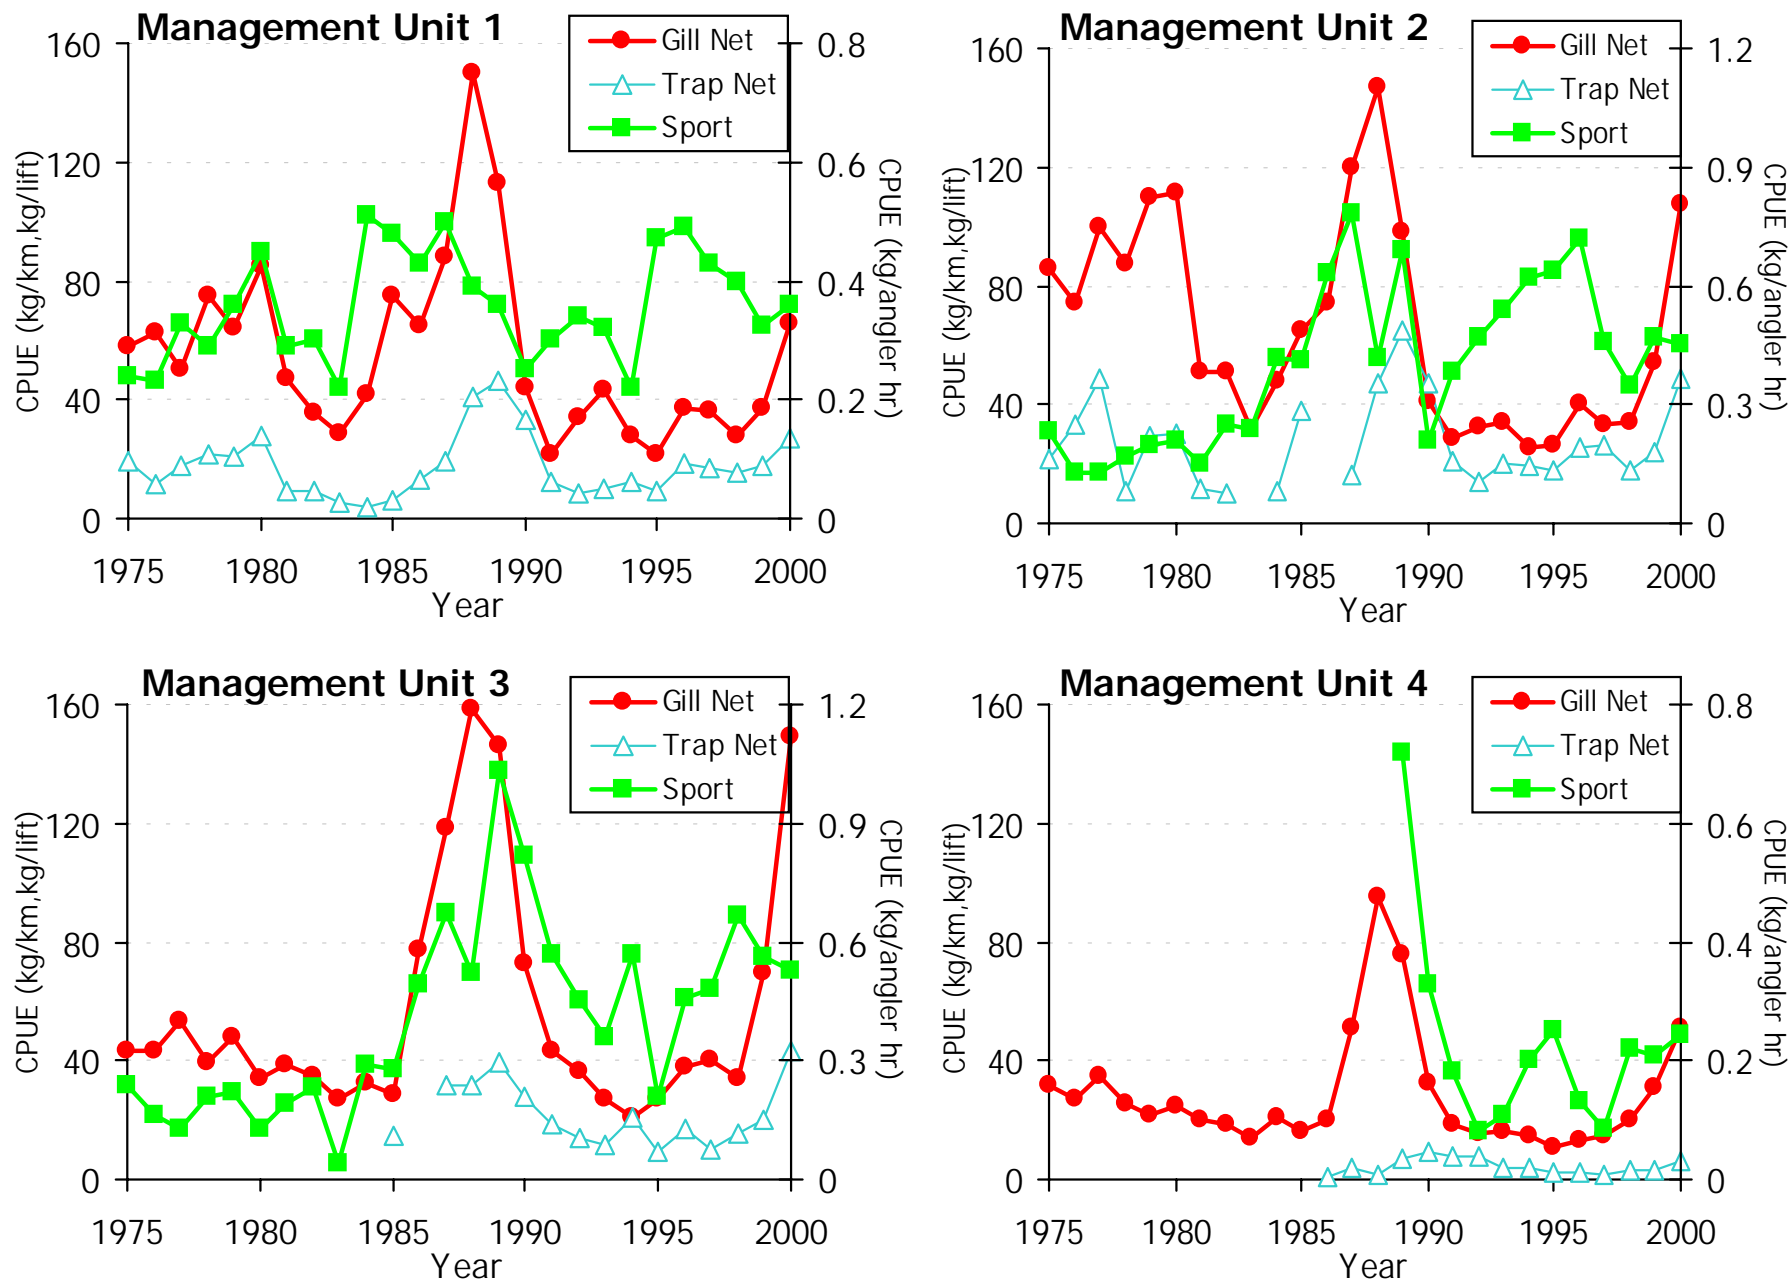 Management Unit 1
Gill Net
Trap Net
Sport
160
120
80
40
0
0.8
0.6
0.4
0.2
0
CPUE (kg/km,kg/lift)
CPUE (kg/angler hr)
1975 1980 1985 1990 1995 2000
Year
Management Unit 2
Gill Net
Trap Net
Sport
160
120
80
40
0
1.2
0.9
0.6
0.3
0
CPUE (kg/km,kg/lift)
CPUE (kg/angler hr)
1975 1980 1985 1990 1995 2000
Year
Management Unit 3
Gill Net
Trap Net
Sport
160
120
80
40
0
1.2
0.9
0.6
0.3
0
CPUE (kg/km,kg/lift)
CPUE (kg/angler hr)
1975 1980 1985 1990 1995 2000
Year
Management Unit 4
Gill Net
Trap Net
Sport
160
120
80
40
0
0.8
0.6
0.4
0.2
0
CPUE (kg/km,kg/lift)
CPUE (kg/angler hr)
1975 1980 1985 1990 1995 2000
Year